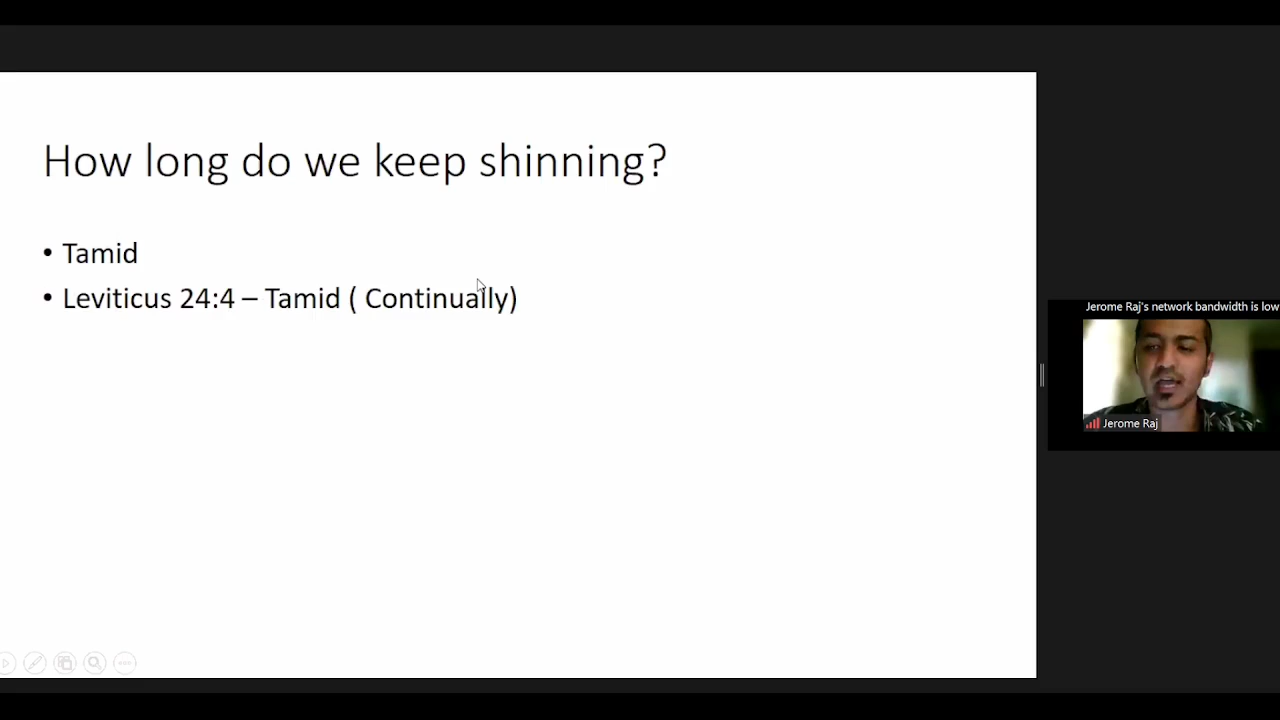 How long do we keep shinning?
• Tamid
• Leviticus 24:4 – Tamid ( Continually)
Jerome Raj's network bandwidth is low
Jerome Raj